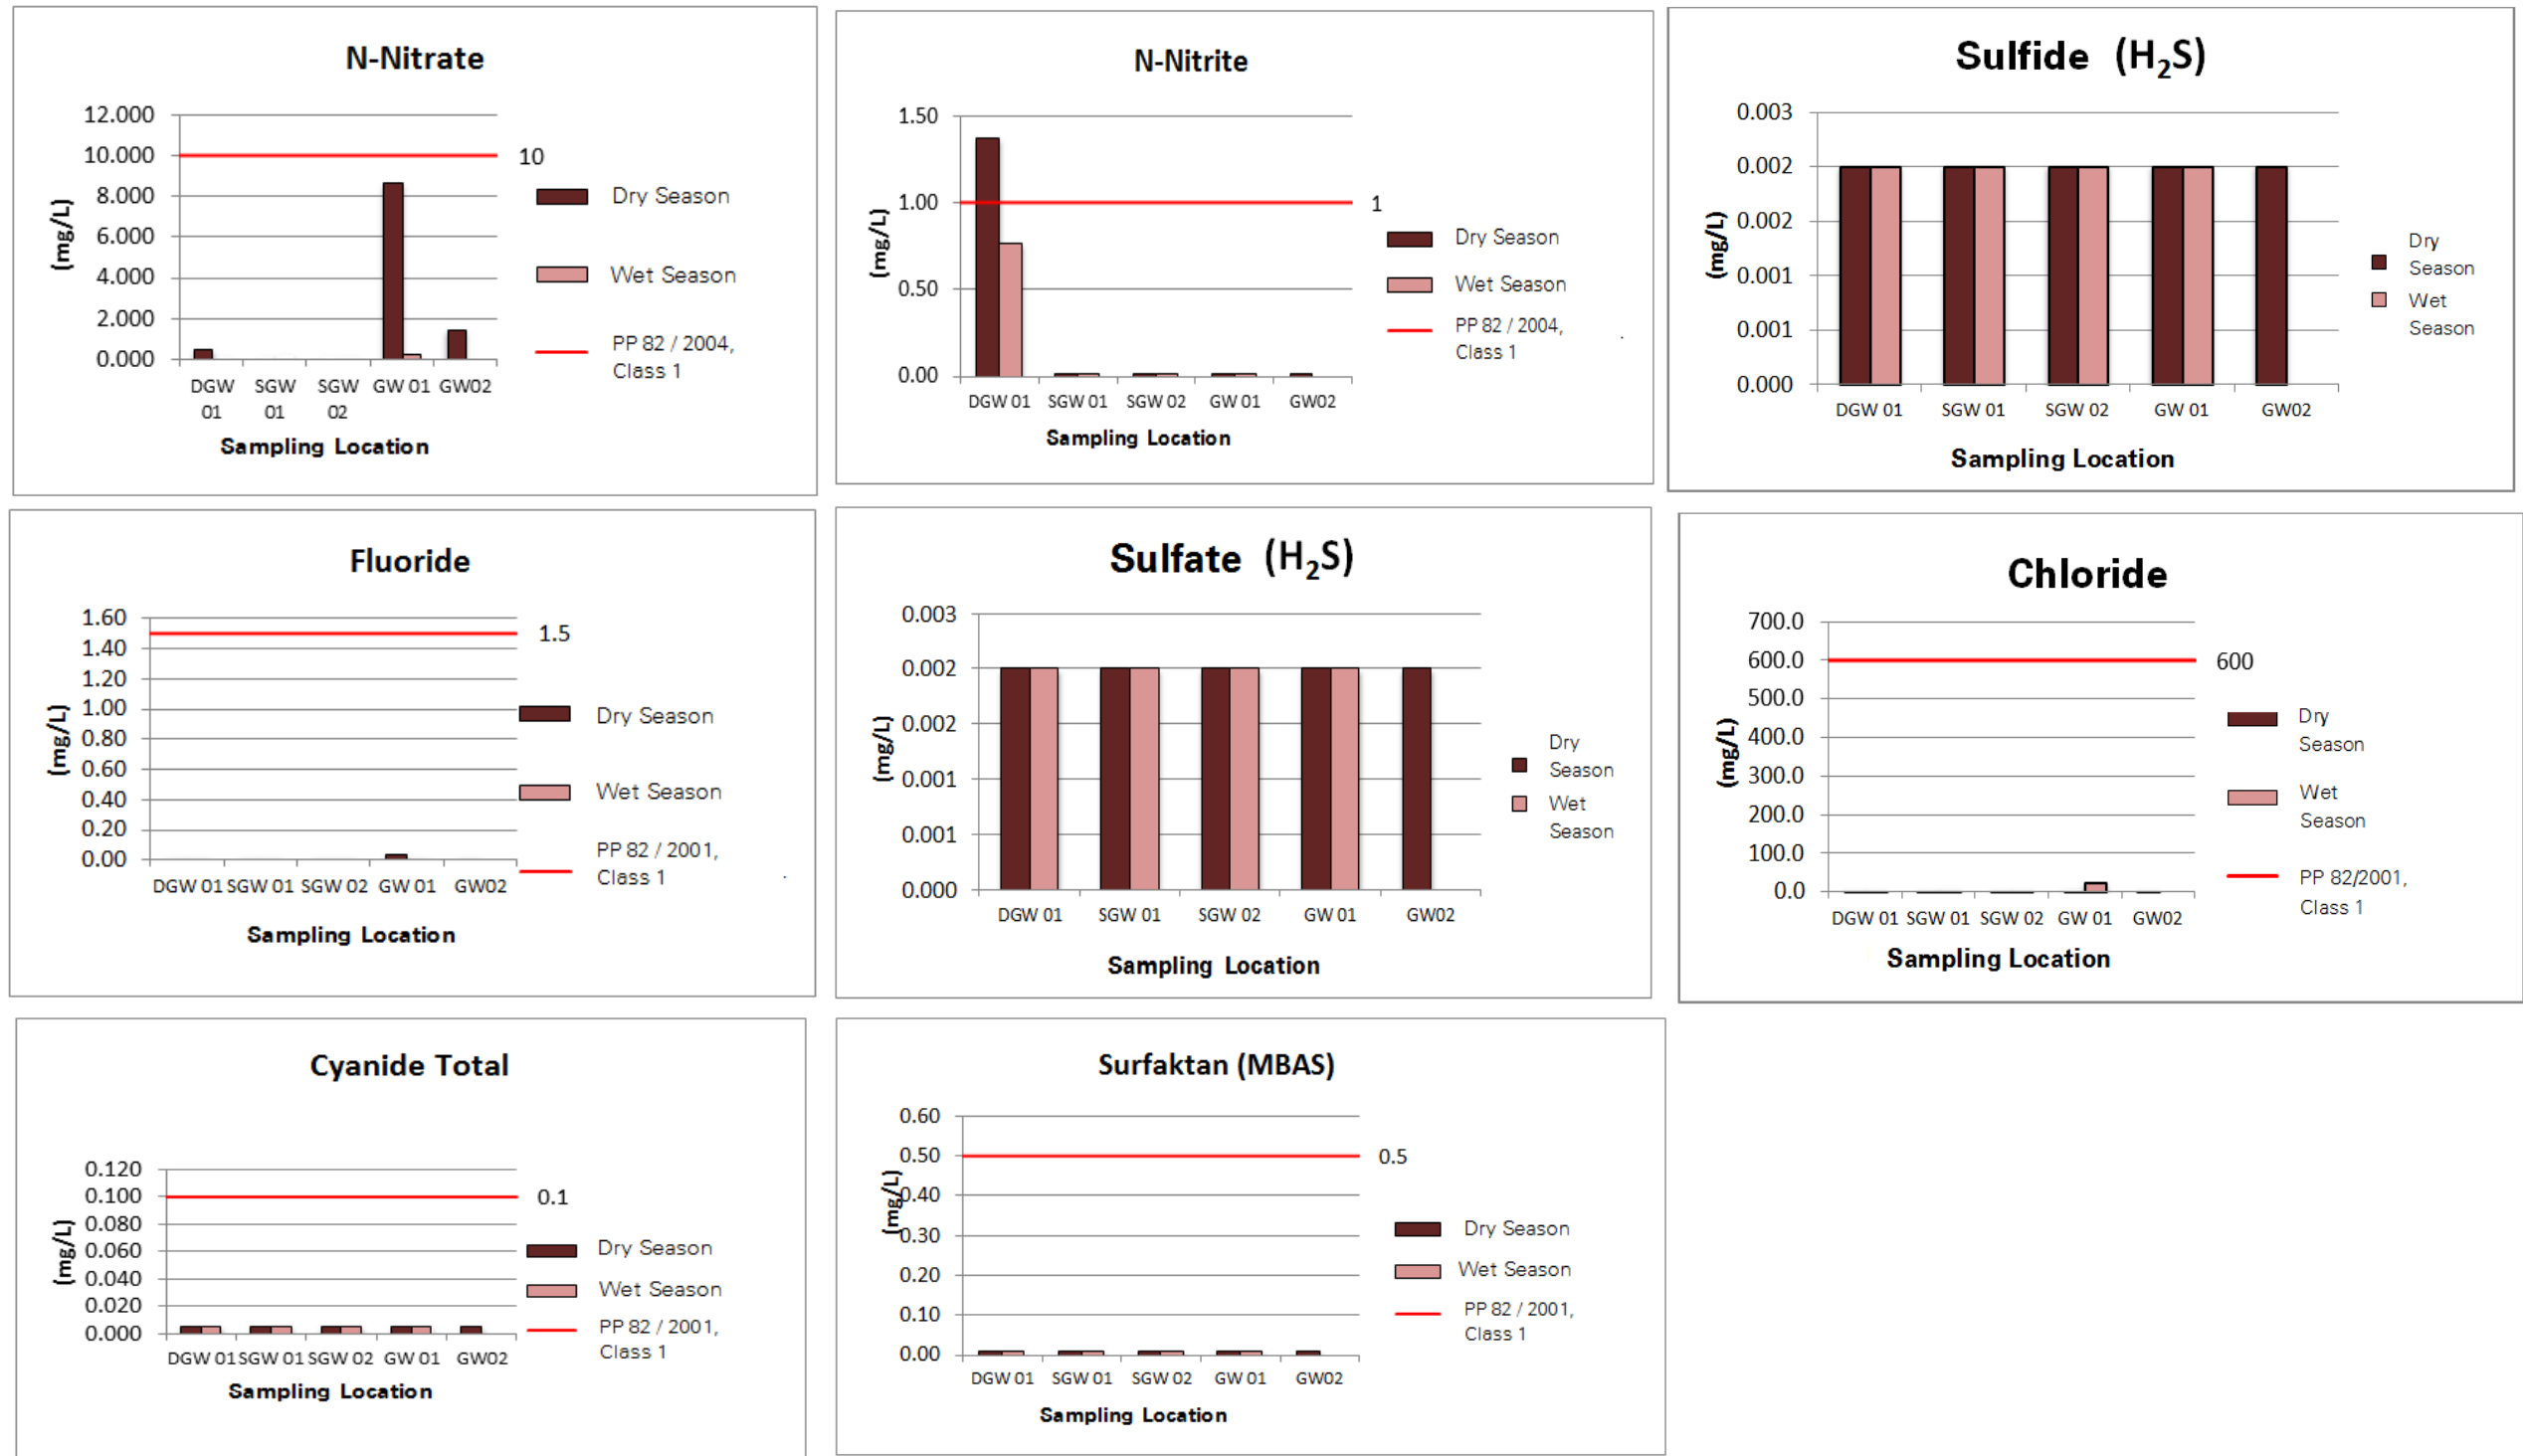 N-Nitrate
12.000
10.000
8.000
6.000
4.000
2.000
0.000
(mg/L)
10
Dry Season
Wet Season
PP 82 / 2004,
Class 1
DGW
01
SGW
01
SGW
02
GW 01
GW02
Sampling Location
N-Nitrite
1.50
1.00
0.50
0.00
(mg/L)
1
Dry Season
Wet Season
PP 82 / 2004,
Class 1
DGW 01
SGW 01
SGW 02
GW 01
GW02
Sampling Location
Sulfide (H₂S)
0.003
0.002
0.002
0.001
0.001
0.000
(mg/L)
Dry
Season
Wet
Season
DGW 01
SGW 01
SGW 02
GW 01
GW02
Sampling Location
Fluoride
1.60
1.40
1.20
1.00
0.80
0.60
0.40
0.20
0.00
(mg/L)
1.5
Dry Season
Wet Season
PP 82 / 2001,
Class 1
DGW 01
SGW 01
SGW 02
GW 01
GW02
Sampling Location
Sulfate (H₂S)
0.003
0.002
0.002
0.001
0.001
0.000
(mg/L)
Dry
Season
Wet
Season
DGW 01
SGW 01
SGW 02
GW 01
GW02
Sampling Location
Chloride
700.0
600.0
500.0
400.0
300.0
200.0
100.0
0.0
(mg/L)
600
Dry
Season
Wet
Season
PP 82/2001,
Class 1
DGW 01
SGW 01
SGW 02
GW 01
GW02
Sampling Location
Cyanide Total
0.120
0.100
0.080
0.060
0.040
0.020
0.000
(mg/L)
0.1
Dry Season
Wet Season
PP 82 / 2001,
Class 1
DGW 01
SGW 01
SGW 02
GW 01
GW02
Sampling Location
Surfaktan (MBAS)
0.60
0.50
0.40
0.30
0.20
0.10
0.00
(mg/L)
0.5
Dry Season
Wet Season
PP 82 / 2001,
Class 1
DGW 01
SGW 01
SGW 02
GW 01
GW02
Sampling Location